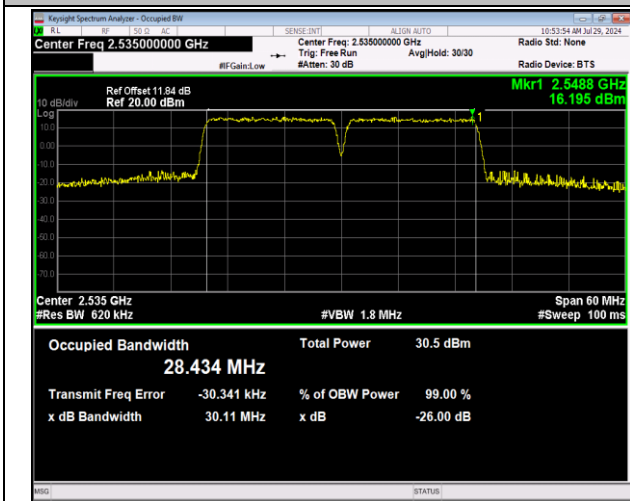 Keysight Spectrum Analyzer - Occupied BW
RL RF 50 Ω AC SENSE:INT ALIGN AUTO 10:53:54 AM Jul 29, 2024
Center Freq 2.535000000 GHz Center Freq: 2.535000000 GHz Radio Std: None
Trig: Free Run Avg|Hold: 30/30
#IFGain:Low #Atten: 30 dB Radio Device: BTS
Ref Offset 11.84 dB Mkr1 2.5488 GHz
10 dB/div Ref 20.00 dBm 16.195 dBm
Log
10.0
0.00
-10.0
-20.0
-30.0
-40.0
-50.0
-60.0
-70.0
1
Center 2.535 GHz Span 60 MHz
#Res BW 620 kHz #VBW 1.8 MHz #Sweep 100 ms
Occupied Bandwidth Total Power 30.5 dBm
28.434 MHz
Transmit Freq Error -30.341 kHz % of OBW Power 99.00 %
x dB Bandwidth 30.11 MHz x dB -26.00 dB
MSG STATUS